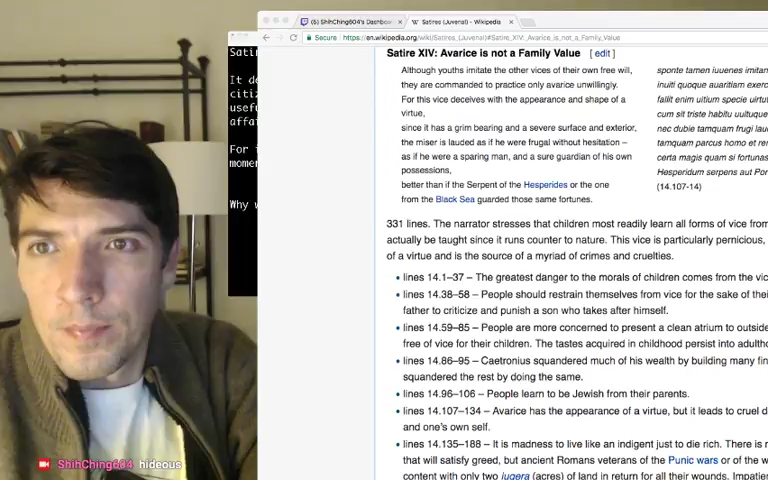 (5) ShihChing604's Dashboa
Satires (Juvenal) - Wikipedia
Secure https://en.wikipedia.org/wiki/Satires_(Juvenal)#Satire_XIV:_Avarice_is_not_a_Family_Value
Satir
It de
citiz
usefu
affai
For i
momen
Why w
Satire XIV: Avarice is not a Family Value [ edit ]
Although youths imitate the other vices of their own free will,
they are commanded to practice only avarice unwillingly.
For this vice deceives with the appearance and shape of a
virtue,
since it has a grim bearing and a severe surface and exterior,
the miser is lauded as if he were frugal without hesitation –
as if he were a sparing man, and a sure guardian of his own
possessions,
better than if the Serpent of the Hesperides or the one
from the Black Sea guarded those same fortunes.
sponte tamen iuuenes imitan
inuiti quoque auaritiam exerc
fallit enim uitium specie uirtut
cum sit triste habitu uultuque
nec dubie tamquam frugi lau
tamquam parcus homo et re
certa magis quam si fortunas
Hesperidum serpens aut Por
(14.107-14)
331 lines. The narrator stresses that children most readily learn all forms of vice from
actually be taught since it runs counter to nature. This vice is particularly pernicious,
of a virtue and is the source of a myriad of crimes and cruelties.
• lines 14.1–37 – The greatest danger to the morals of children comes from the vic
• lines 14.38–58 – People should restrain themselves from vice for the sake of thei
father to criticize and punish a son who takes after himself.
• lines 14.59–85 – People are more concerned to present a clean atrium to outside
free of vice for their children. The tastes acquired in childhood persist into adultho
• lines 14.86–95 – Caetronius squandered much of his wealth by building many fin
squandered the rest by doing the same.
• lines 14.96–106 – People learn to be Jewish from their parents.
• lines 14.107–134 – Avarice has the appearance of a virtue, but it leads to cruel d
and one's own self.
• lines 14.135–188 – It is madness to live like an indigent just to die rich. There is n
that will satisfy greed, but ancient Romans veterans of the Punic wars or of the w
content with only two jugera (acres) of land in return for all their wounds. Impatien
ShihChing604 hideous